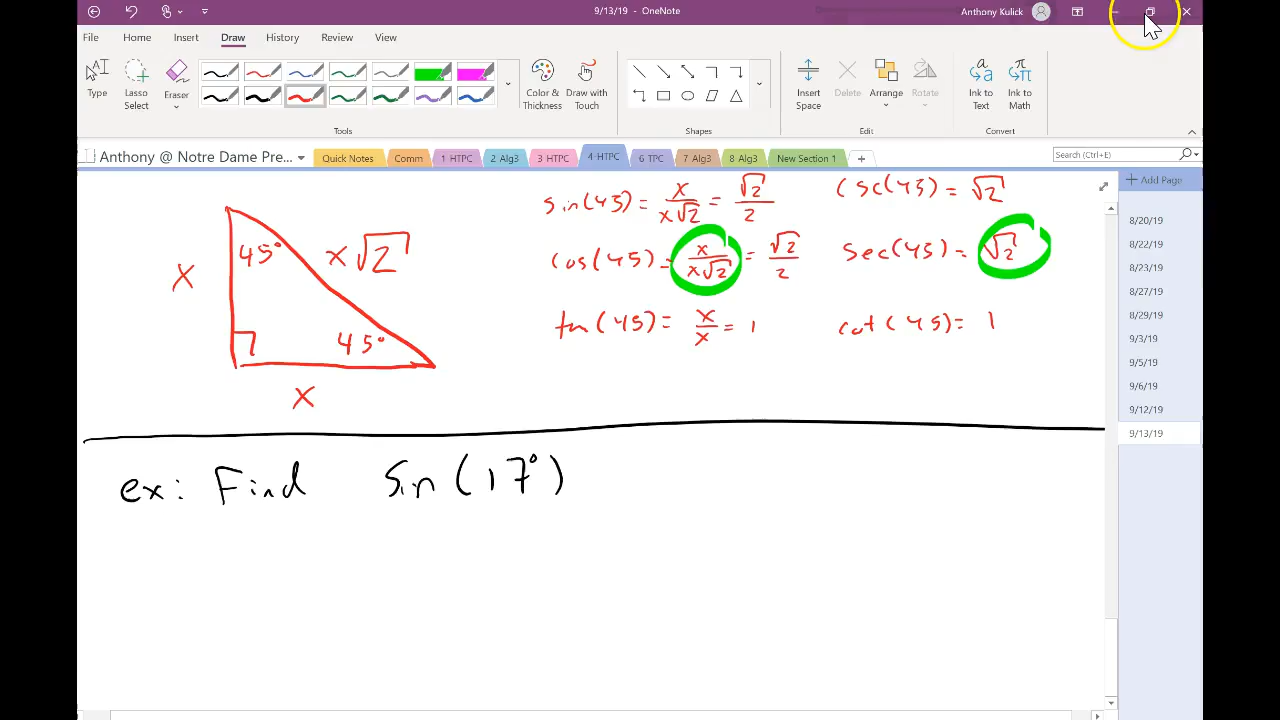 9/13/19 - OneNote
Anthony Kulick
File Home Insert Draw History Review View
Type
Lasso Select
Eraser
Color & Thickness
Draw with Touch
Insert Space
Delete
Arrange
Rotate
Ink to Text
Ink to Math
Tools
Shapes
Edit
Convert
Anthony @ Notre Dame Pre...
Quick Notes Comm 1 HTPC 2 Alg3 3 HTPC 4-HTPC 6 TPC 7 Alg3 8 Alg3 New Section 1
Search (Ctrl+E)
Add Page
8/20/19
8/22/19
8/23/19
8/27/19
8/29/19
9/3/19
9/5/19
9/6/19
9/12/19
9/13/19
sin(45) = x/x√2 = √2/2
csc(45) = √2
cos(45) = x/x√2 = √2/2
sec(45) = √2
tan(45) = x/x = 1
cot(45) = 1
45°
x√2
x
45°
x
ex: Find sin(17°)